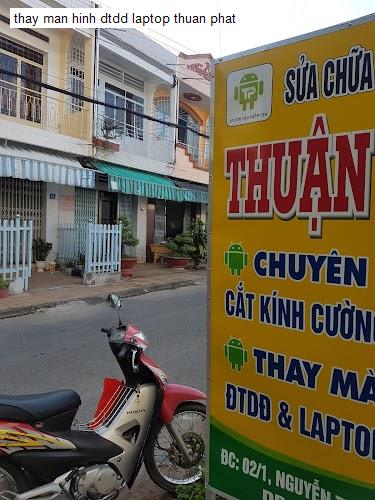 thay man hinh dtdd laptop thuan phat
SỬA CHỮA
THUẬN
CHUYÊN
CẮT KÍNH CƯỜNG
THAY MÀ
ĐTDĐ & LAPTOP
ĐC: 02/1, NGUYỄN